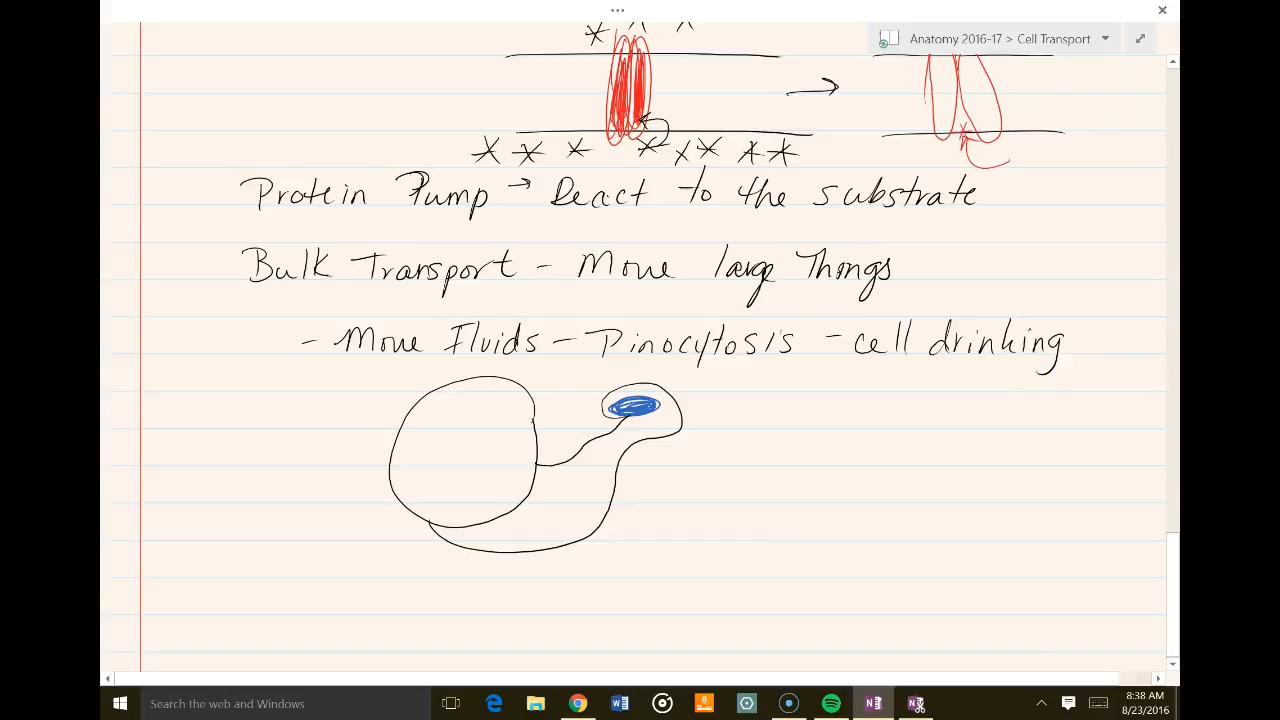 Anatomy 2016-17 > Cell Transport
Protein Pump → React to the substrate
Bulk Transport - Move large Things
- Move Fluids - Pinocytosis - cell drinking
Search the web and Windows
8:38 AM
8/23/2016